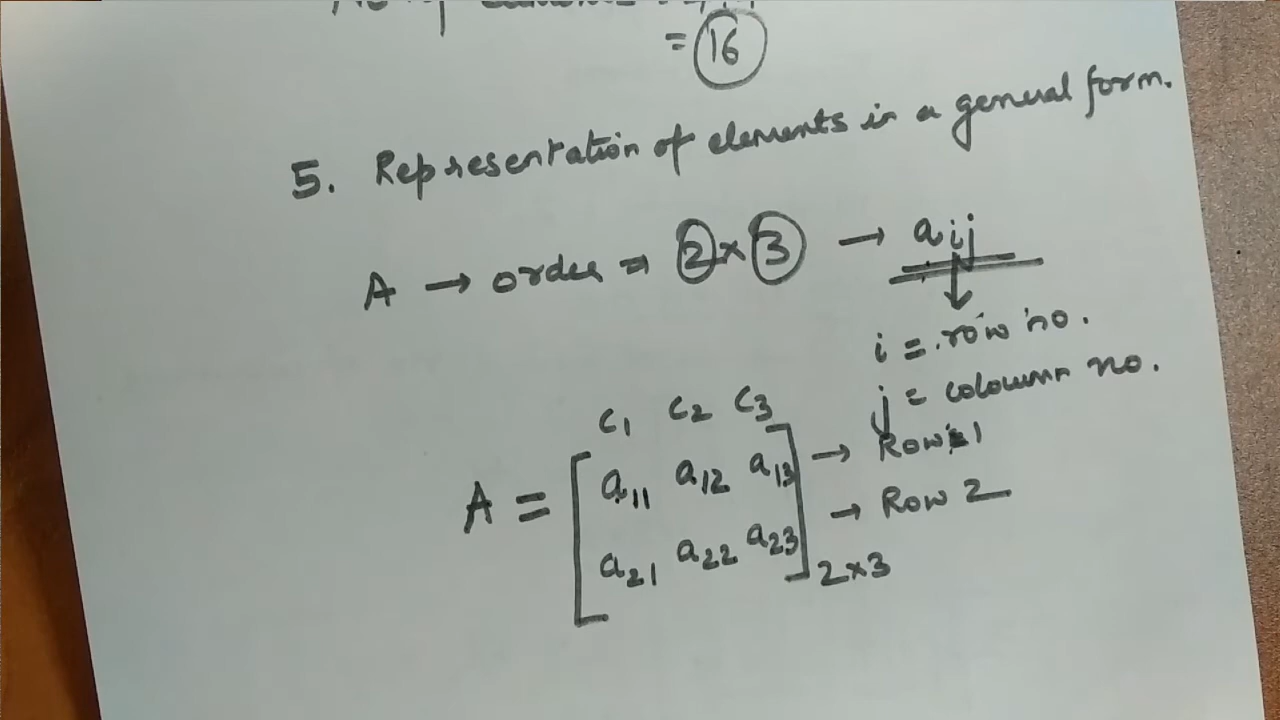 = 16
5. Representation of elements in a general form.
A → order = 2×3 → aij
i = row no.
j = coloumn no.
C1 C2 C3
A = [ a11 a12 a13 → Row 1
a21 a22 a23 ] 2×3 → Row 2